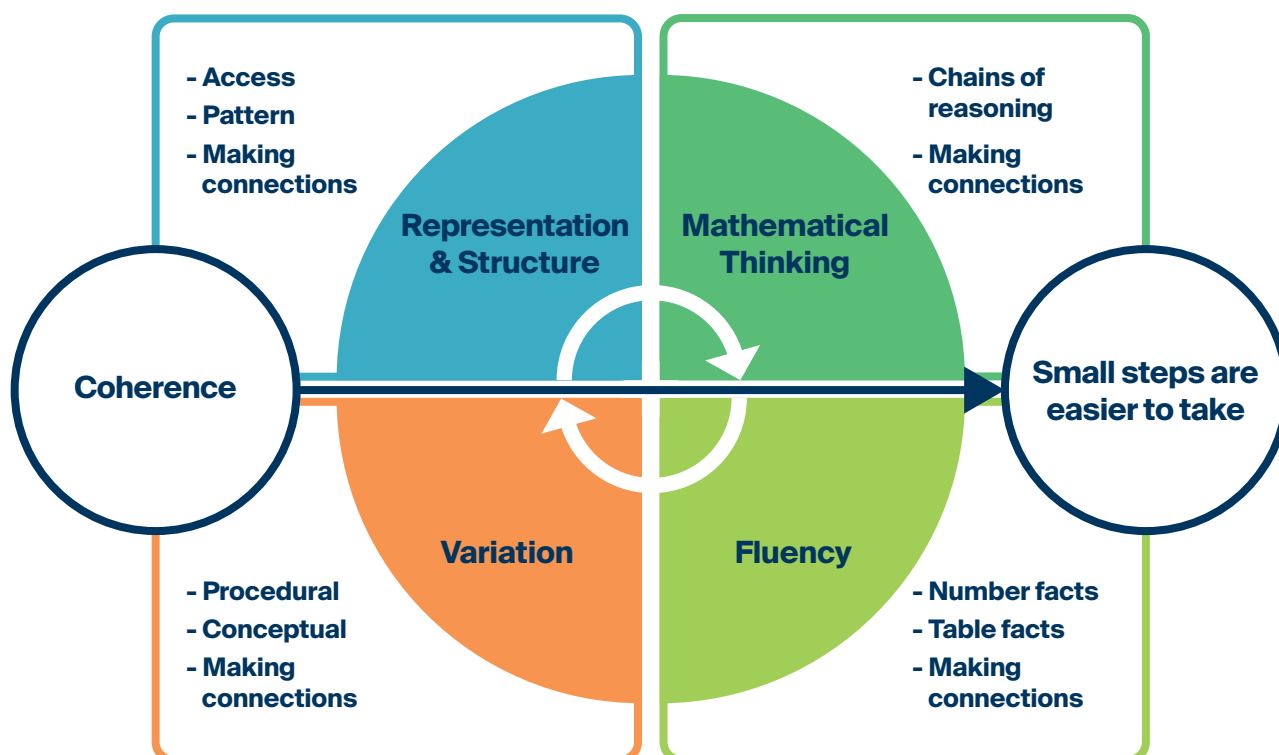 - Access
- Pattern
- Making
connections
- Chains of
reasoning
- Making
connections
Representation
& Structure
Mathematical
Thinking
Coherence
Small steps are
easier to take
Variation
Fluency
- Procedural
- Conceptual
- Making
connections
- Number facts
- Table facts
- Making
connections